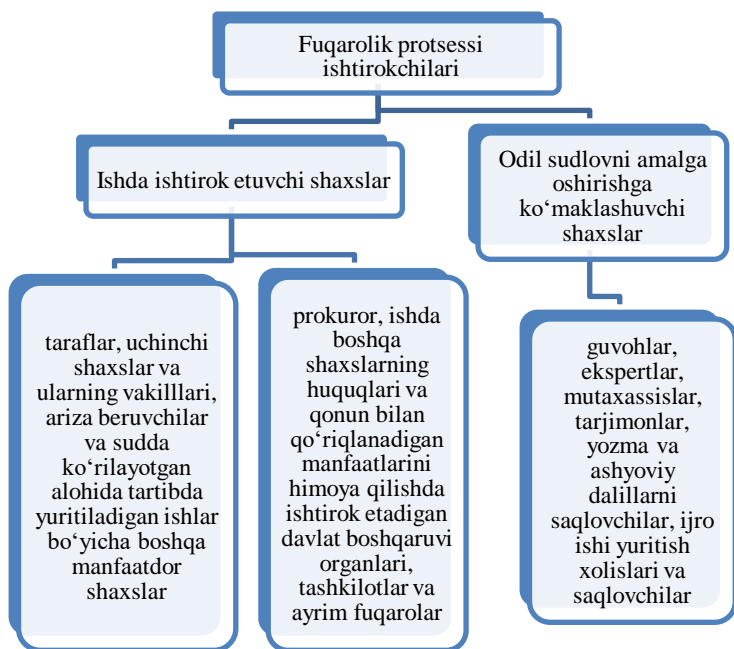 Fuqarolik protsessi
ishtirokchilari
Ishda ishtirok etuvchi shaxslar
Odil sudlovni amalga
oshirishga
ko‘maklashuvchi
shaxslar
taraflar, uchinchi
shaxslar va
ularning vakilllari,
ariza beruvchilar
va sudda
ko‘rilayotgan
alohida tartibda
yuritiladigan ishlar
bo‘yicha boshqa
manfaatdor
shaxslar
prokuror, ishda
boshqa
shaxslarning
huquqlari va
qonun bilan
qo‘riqlanadigan
manfaatlarini
himoya qilishda
ishtirok etadigan
davlat boshqaruvi
organlari,
tashkilotlar va
ayrim fuqarolar
guvohlar,
ekspertlar,
mutaxassislar,
tarjimonlar,
yozma va
ashyoviy
dalillarni
saqlovchilar, ijro
ishi yuritish
xolislari va
saqlovchilar